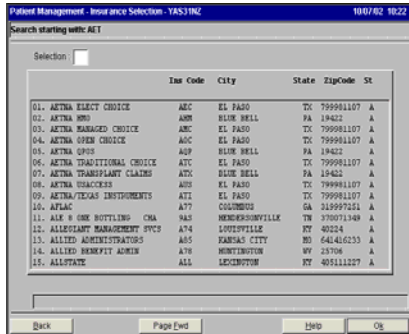 Patient Management - Insurance Selection - YAS31NZ 10/07/02 10:22
Search starting with: AET
Selection:
Ins Code City State ZipCode St
01. AETNA ELECT CHOICE AEC EL PASO TX 799981107 A
02. AETNA HMO AHM BLUE BELL PA 19422 A
03. AETNA MANAGED CHOICE AMC EL PASO TX 799981107 A
04. AETNA OPEN CHOICE AOC EL PASO TX 799981107 A
05. AETNA QPOS AQP BLUE BELL PA 19422 A
06. AETNA TRADITIONAL CHOICE ATC EL PASO TX 799981107 A
07. AETNA TRANSPLANT CLAIMS ATX BLUE BELL PA 19422 A
08. AETNA USACCESS AUS EL PASO TX 799981107 A
09. AETNA/TEXAS INSTRUMENTS ATI EL PASO TX 799981107 A
10. AFLAC A77 COLUMBUS GA 319997251 A
11. ALE 8 ONE BOTTLING CHA 9AS HENDERSONVILLE TN 370071349 A
12. ALLEGIANT MANAGEMENT SVCS A74 LOUISVILLE KY 40224 A
13. ALLIED ADMINISTRATORS A85 KANSAS CITY MO 641416233 A
14. ALLIED BENEFIT ADMIN A78 HUNTINGTON WV 25706 A
15. ALLSTATE ALL LEXINGTON KY 405111227 A
Back Page Fwd Help Ok